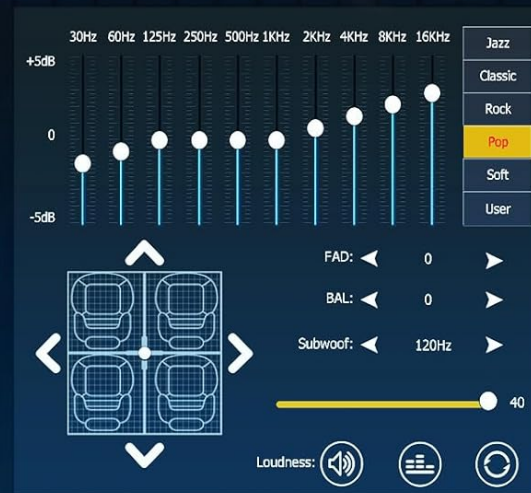 30Hz 60Hz 125Hz 250Hz 500Hz 1KHz 2KHz 4KHz 8KHz 16KHz
+5dB
0
-5dB
Jazz
Classic
Rock
Pop
Soft
User
FAD: 0
BAL: 0
Subwoof: 120Hz
40
Loudness: